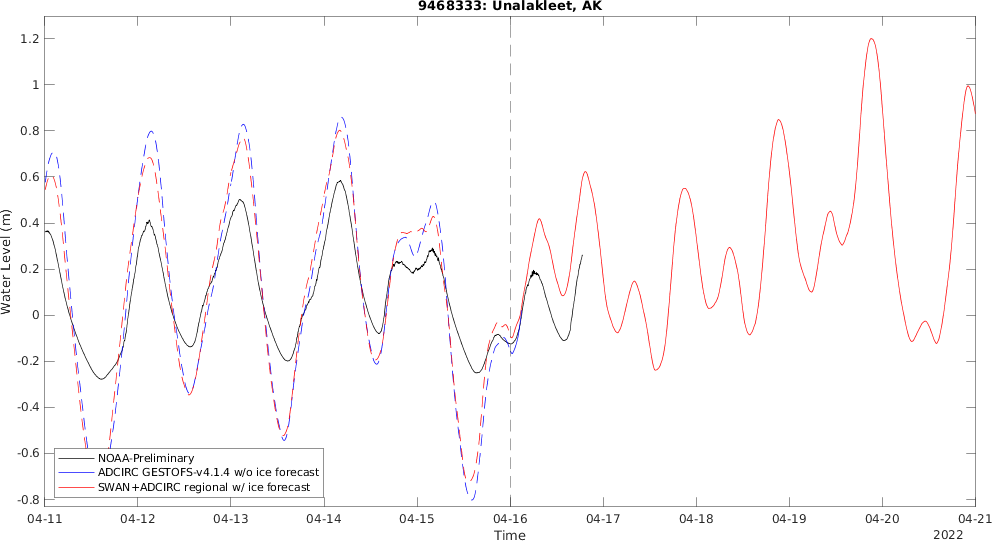 9468333: Unalakleet, AK
1.2
1
0.8
0.6
0.4
0.2
0
-0.2
-0.4
-0.6
-0.8
Water Level (m)
NOAA-Preliminary
ADCIRC GESTOFS-v4.1.4 w/o ice forecast
SWAN+ADCIRC regional w/ ice forecast
04-11 04-12 04-13 04-14 04-15 04-16 04-17 04-18 04-19 04-20 04-21
Time
2022